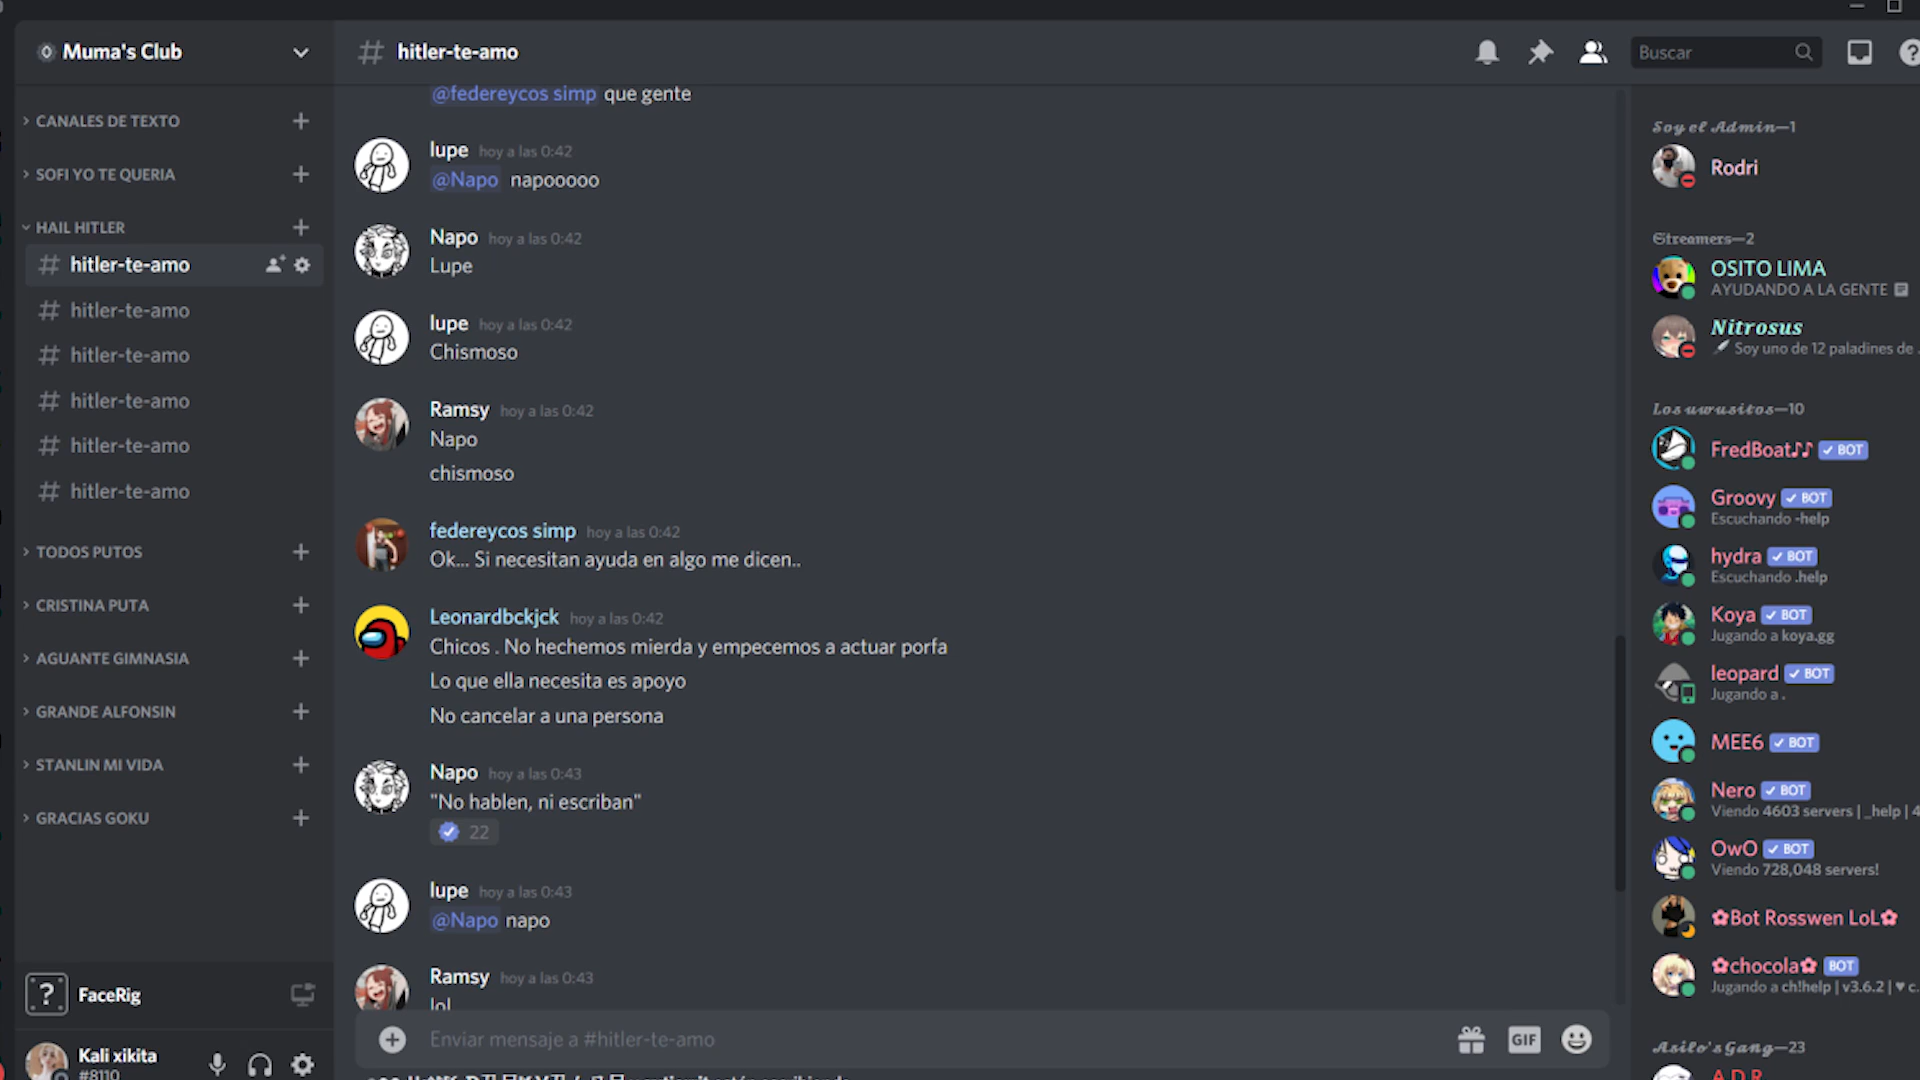 Muma's Club
CANALES DE TEXTO
SOFI YO TE QUERIA
HAIL HITLER
hitler-te-amo
hitler-te-amo
hitler-te-amo
hitler-te-amo
hitler-te-amo
hitler-te-amo
TODOS PUTOS
CRISTINA PUTA
AGUANTE GIMNASIA
GRANDE ALFONSIN
STANLIN MI VIDA
GRACIAS GOKU
FaceRig
Kali xikita
#8110
# hitler-te-amo
Buscar
@federeycos simp que gente
lupe hoy a las 0:42
@Napo napooooo
Napo hoy a las 0:42
Lupe
lupe hoy a las 0:42
Chismoso
Ramsy hoy a las 0:42
Napo
chismoso
federeycos simp hoy a las 0:42
Ok... Si necesitan ayuda en algo me dicen..
Leonardbckjck hoy a las 0:42
Chicos . No hechemos mierda y empecemos a actuar porfa
Lo que ella necesita es apoyo
No cancelar a una persona
Napo hoy a las 0:43
"No hablen, ni escriban"
22
lupe hoy a las 0:43
@Napo napo
Ramsy hoy a las 0:43
lol
Enviar mensaje a #hitler-te-amo
GIF
Soy el Admin—1
Rodri
Streamers—2
OSITO LIMA
AYUDANDO A LA GENTE
Nitrosus
Soy uno de 12 paladines de
Los uwusitos—10
FredBoat♪♪ BOT
Groovy BOT
Escuchando -help
hydra BOT
Escuchando .help
Koya BOT
Jugando a koya.gg
leopard BOT
Jugando a .
MEE6 BOT
Nero BOT
Viendo 4603 servers | _help | 4
OwO BOT
Viendo 728,048 servers!
✿Bot Rosswen LoL✿
✿chocola✿ BOT
Jugando a ch!help | v3.6.2 | ♥ c.
Asilo's Gang—23